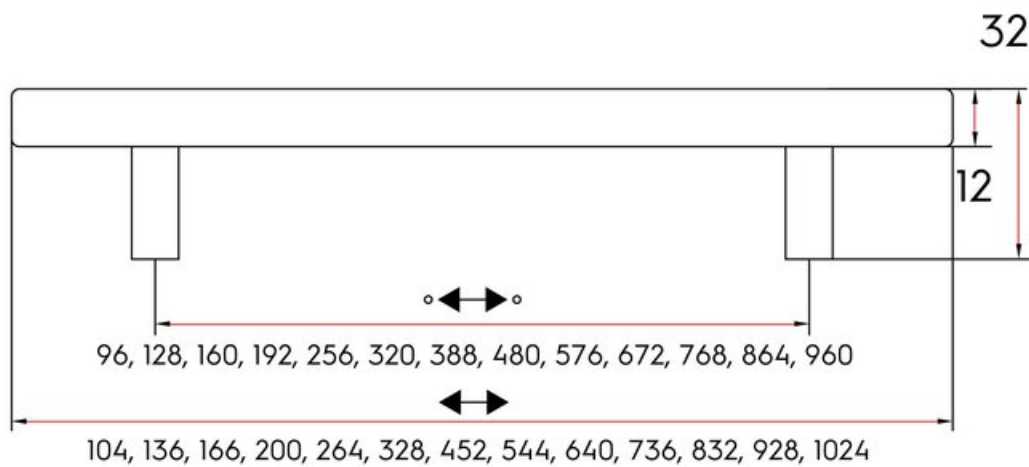 32
12
96, 128, 160, 192, 256, 320, 388, 480, 576, 672, 768, 864, 960
104, 136, 166, 200, 264, 328, 452, 544, 640, 736, 832, 928, 1024